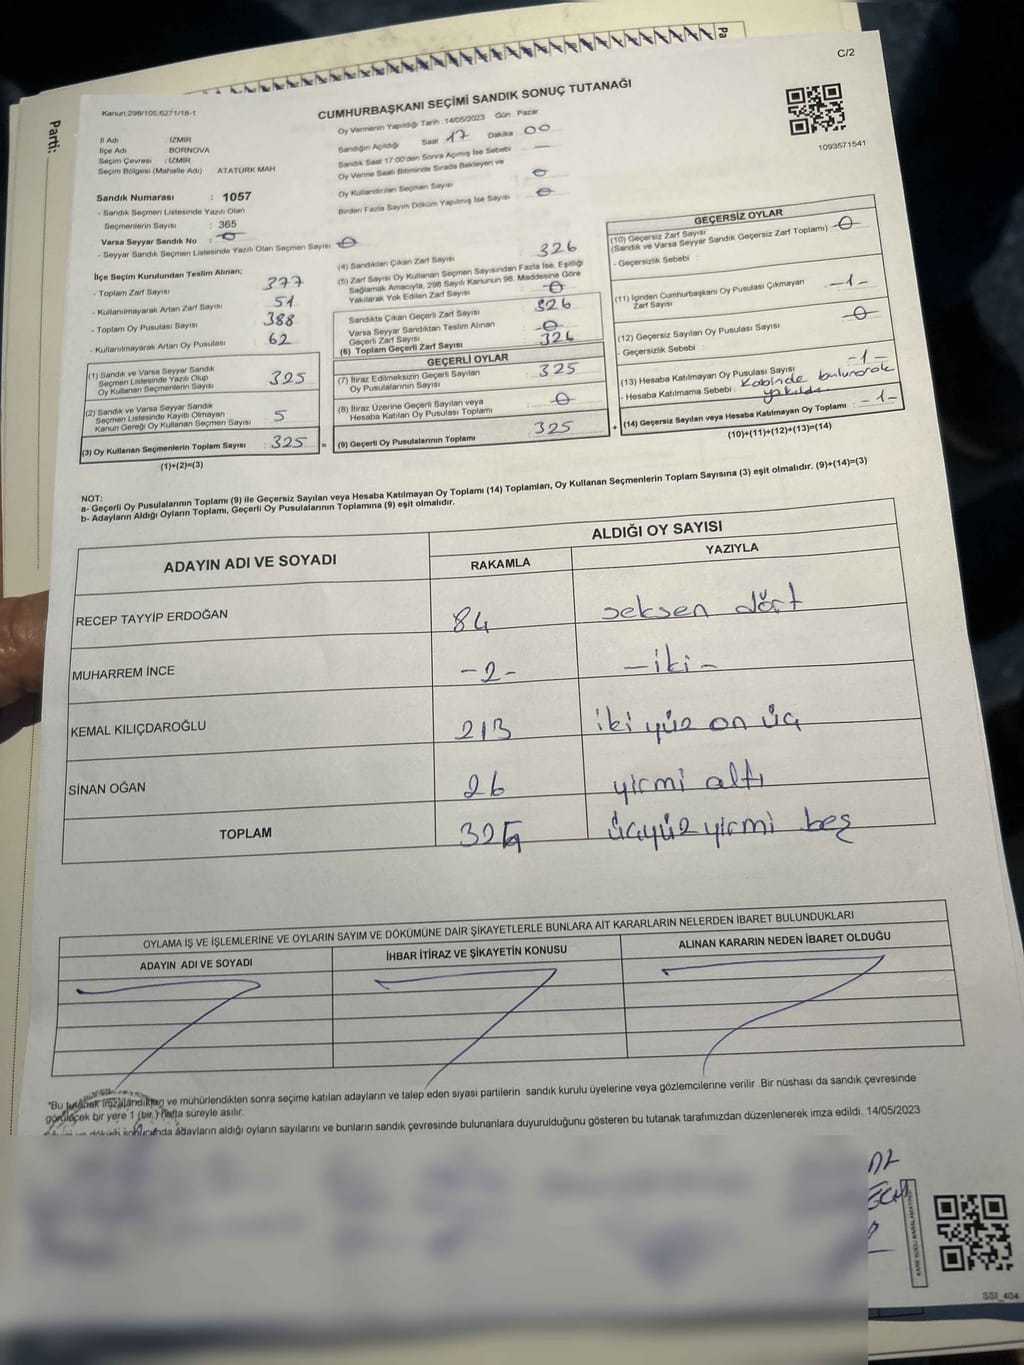 Pa
Parti:
C/2
Kanun:298/105;6271/18-1
CUMHURBAŞKANI SEÇİMİ SANDIK SONUÇ TUTANAĞI
Oy Vermenin Yapıldığı Tarih :14/05/2023 Gün : Pazar
Sandığın Açıldığı Saat 17 Dakika 00
Sandık Saat 17:00'den Sonra Açılmış İse Sebebi —
Oy Verme Saati Bitiminde Sırada Bekleyen ve
Oy Kullandırılan Seçmen Sayısı 0
Birden Fazla Sayım Döküm Yapılmış İse Sayısı 0
1093571541
İl Adı : İZMİR
İlçe Adı : BORNOVA
Seçim Çevresi : İZMİR
Seçim Bölgesi (Mahalle Adı) ATATÜRK MAH
Sandık Numarası : 1057
- Sandık Seçmen Listesinde Yazılı Olan
Seçmenlerin Sayısı : 365
Varsa Seyyar Sandık No : 0
- Seyyar Sandık Seçmen Listesinde Yazılı Olan Seçmen Sayısı : 0
İlçe Seçim Kurulundan Teslim Alınan;
- Toplam Zarf Sayısı 377
- Kullanılmayarak Artan Zarf Sayısı 51
- Toplam Oy Pusulası Sayısı 388
- Kullanılmayarak Artan Oy Pusulası 62
(1) Sandık ve Varsa Seyyar Sandık
Seçmen Listesinde Yazılı Olup
Oy Kullanan Seçmenlerin Sayısı : 325
(2) Sandık ve Varsa Seyyar Sandık
Seçmen Listesinde Kayıtlı Olmayan
Kanun Gereği Oy Kullanan Seçmen Sayısı : 5
(3) Oy Kullanan Seçmenlerin Toplam Sayısı : 325 =
(1)+(2)=(3)
(4) Sandıktan Çıkan Zarf Sayısı 326
(5) Zarf Sayısı Oy Kullanan Seçmen Sayısından Fazla İse, Eşitliği
Sağlamak Amacıyla, 298 Sayılı Kanunun 98. Maddesine Göre
Yakılarak Yok Edilen Zarf Sayısı : 0
Sandıkta Çıkan Geçerli Zarf Sayısı 326
Varsa Seyyar Sandıktan Teslim Alınan
Geçerli Zarf Sayısı 0
(6) Toplam Geçerli Zarf Sayısı 326
GEÇERLİ OYLAR
(7) İtiraz Edilmeksizin Geçerli Sayılan
Oy Pusulalarının Sayısı : 325
(8) İtiraz Üzerine Geçerli Sayılan veya
Hesaba Katılan Oy Pusulası Toplamı : 0
(9) Geçerli Oy Pusulalarının Toplamı : 325 +
GEÇERSİZ OYLAR
(10) Geçersiz Zarf Sayısı
(Sandık ve Varsa Seyyar Sandık Geçersiz Zarf Toplamı) : 0
- Geçersizlik Sebebi :
(11) İçinden Cumhurbaşkanı Oy Pusulası Çıkmayan
Zarf Sayısı -1-
(12) Geçersiz Sayılan Oy Pusulası Sayısı : 0
- Geçersizlik Sebebi :
(13) Hesaba Katılmayan Oy Pusulası Sayısı : -1-
- Hesaba Katılmama Sebebi : Kabinde bulunarak
yakıldı
(14) Geçersiz Sayılan veya Hesaba Katılmayan Oy Toplamı : -1-
(10)+(11)+(12)+(13)=(14)
NOT:
a- Geçerli Oy Pusulalarının Toplamı (9) ile Geçersiz Sayılan veya Hesaba Katılmayan Oy Toplamı (14) Toplamları, Oy Kullanan Seçmenlerin Toplam Sayısına (3) eşit olmalıdır. (9)+(14)=(3)
b- Adayların Aldığı Oyların Toplamı, Geçerli Oy Pusulalarının Toplamına (9) eşit olmalıdır.
ADAYIN ADI VE SOYADI
ALDIĞI OY SAYISI
RAKAMLA YAZIYLA
RECEP TAYYİP ERDOĞAN 84 seksen dört
MUHARREM İNCE -2- -iki-
KEMAL KILIÇDAROĞLU 213 iki yüz on üç
SİNAN OĞAN 26 yirmi altı
TOPLAM 325 üçyüzyirmi beş
OYLAMA İŞ VE İŞLEMLERİNE VE OYLARIN SAYIM VE DÖKÜMÜNE DAİR ŞİKAYETLERLE BUNLARA AİT KARARLARIN NELERDEN İBARET BULUNDUKLARI
ADAYIN ADI VE SOYADI İHBAR İTİRAZ VE ŞİKAYETİN KONUSU ALINAN KARARIN NEDEN İBARET OLDUĞU
*Bu tutanak imzalandıktan ve mühürlendikten sonra seçime katılan adayların ve talep eden siyasi partilerin sandık kurulu üyelerine veya gözlemcilerine verilir .Bir nüshası da sandık çevresinde
görülecek bir yere 1 (bir) hafta süreyle asılır.
Sayım ve döküm sonucunda adayların aldığı oyların sayılarını ve bunların sandık çevresinde bulunanlara duyurulduğunu gösteren bu tutanak tarafımızdan düzenlenerek imza edildi. 14/05/2023
KARE KODU KARALAMAYINIZ
SSI_404